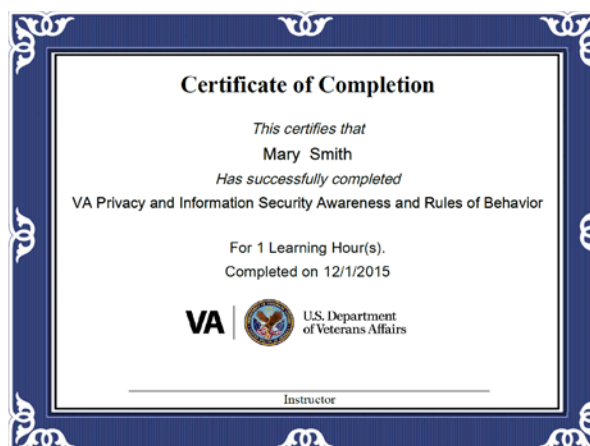 Certificate of Completion
This certifies that
Mary Smith
Has successfully completed
VA Privacy and Information Security Awareness and Rules of Behavior
For 1 Learning Hour(s).
Completed on 12/1/2015
VA
U.S. Department
of Veterans Affairs
Instructor